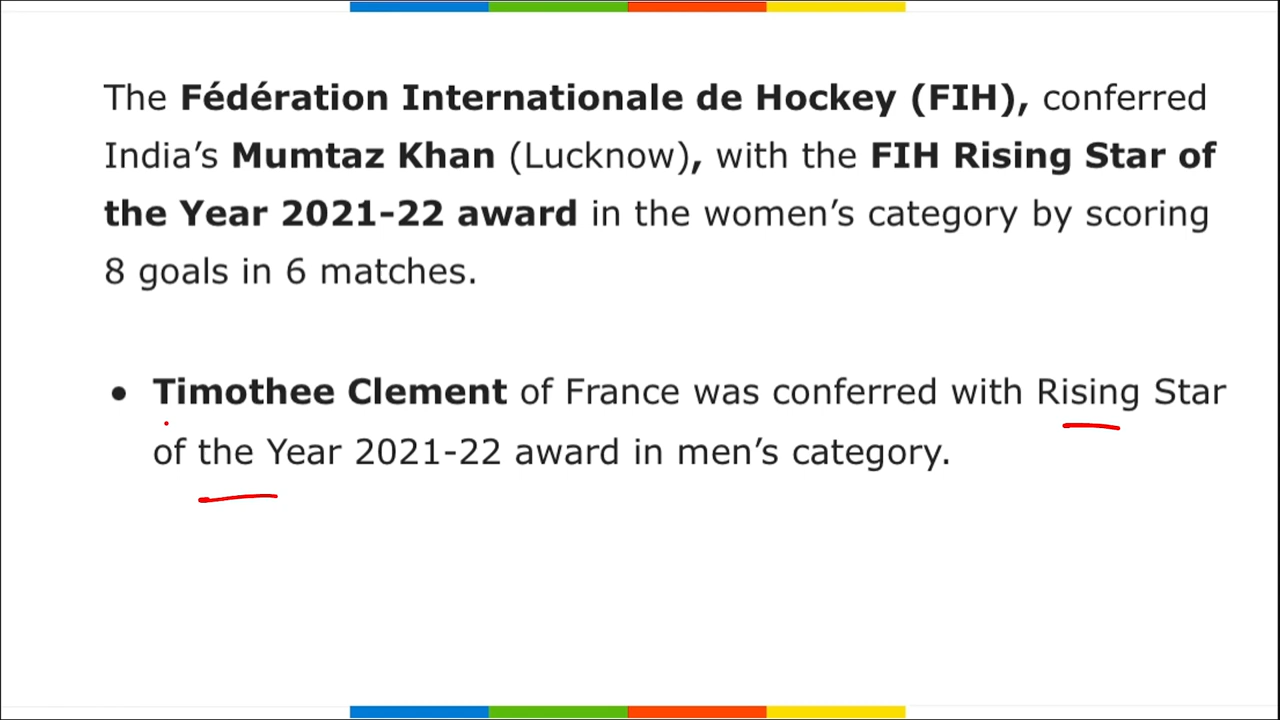 The Fédération Internationale de Hockey (FIH), conferred
India’s Mumtaz Khan (Lucknow), with the FIH Rising Star of
the Year 2021-22 award in the women’s category by scoring
8 goals in 6 matches.
• Timothee Clement of France was conferred with Rising Star
of the Year 2021-22 award in men’s category.